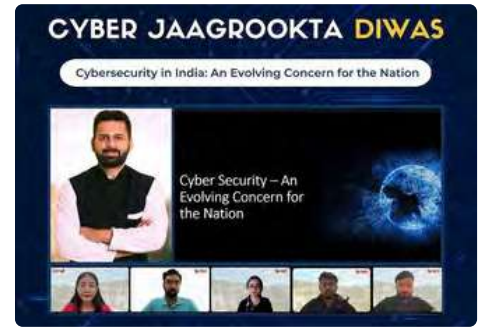 CYBER JAAGROOKTA DIWAS
Cybersecurity in India: An Evolving Concern for the Nation
Cyber Security – An
Evolving Concern for
the Nation